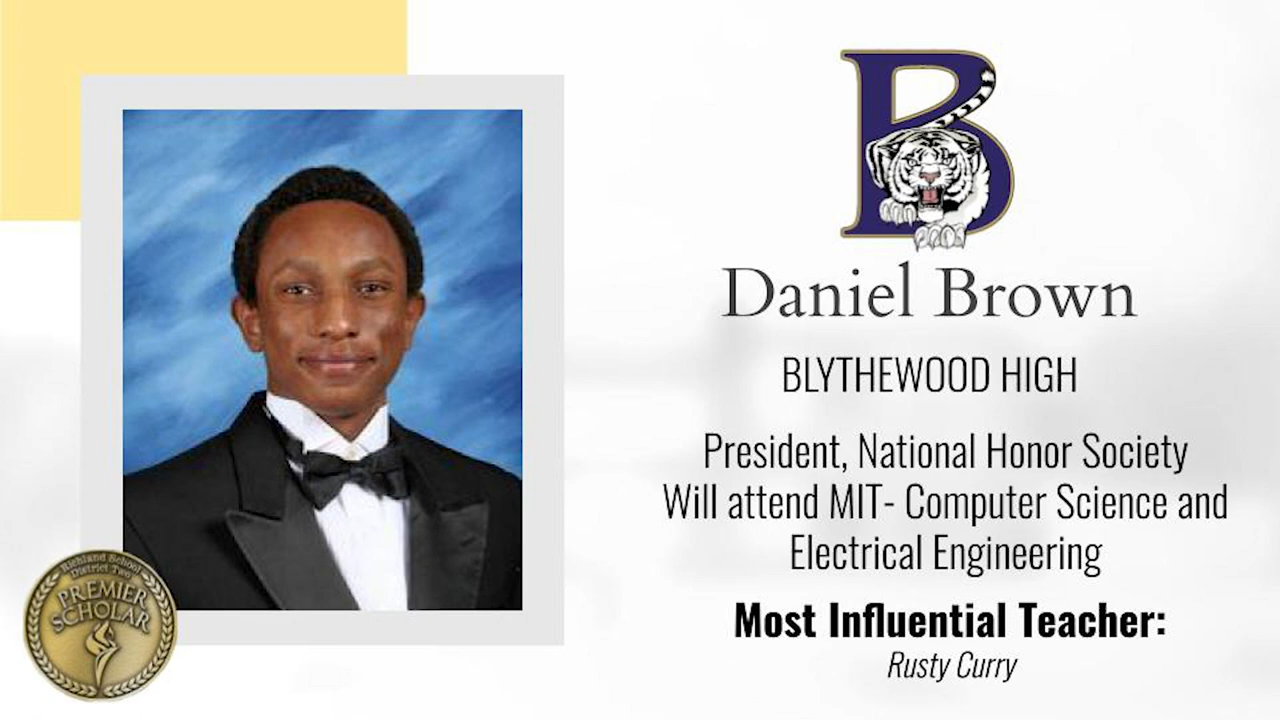 B
Daniel Brown
BLYTHEWOOD HIGH
President, National Honor Society
Will attend MIT- Computer Science and
Electrical Engineering
Most Influential Teacher:
Rusty Curry
Richland School
District Two
PREMIER
SCHOLAR